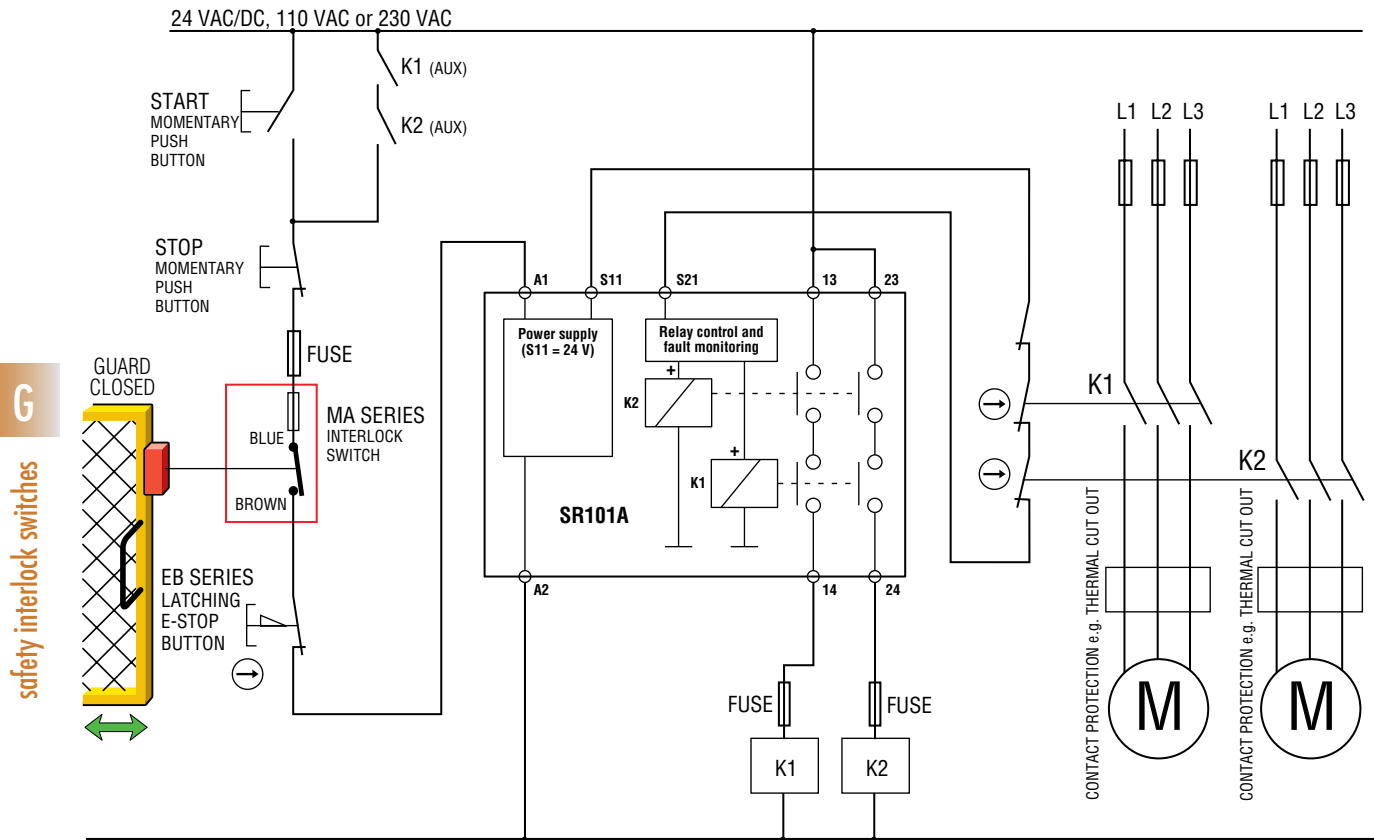 24 VAC/DC, 110 VAC or 230 VAC
K1 (AUX)
K2 (AUX)
START
MOMENTARY
PUSH
BUTTON
STOP
MOMENTARY
PUSH
BUTTON
FUSE
GUARD
CLOSED
G
safety interlock switches
BLUE
BROWN
MA SERIES
INTERLOCK
SWITCH
EB SERIES
LATCHING
E-STOP
BUTTON
A1
S11
S21
13
23
Power supply
(S11 = 24 V)
Relay control and
fault monitoring
+
K2
+
K1
SR101A
A2
14
24
FUSE
FUSE
K1
K2
L1 L2 L3
L1 L2 L3
K1
K2
CONTACT PROTECTION e.g. THERMAL CUT OUT
CONTACT PROTECTION e.g. THERMAL CUT OUT
M
M